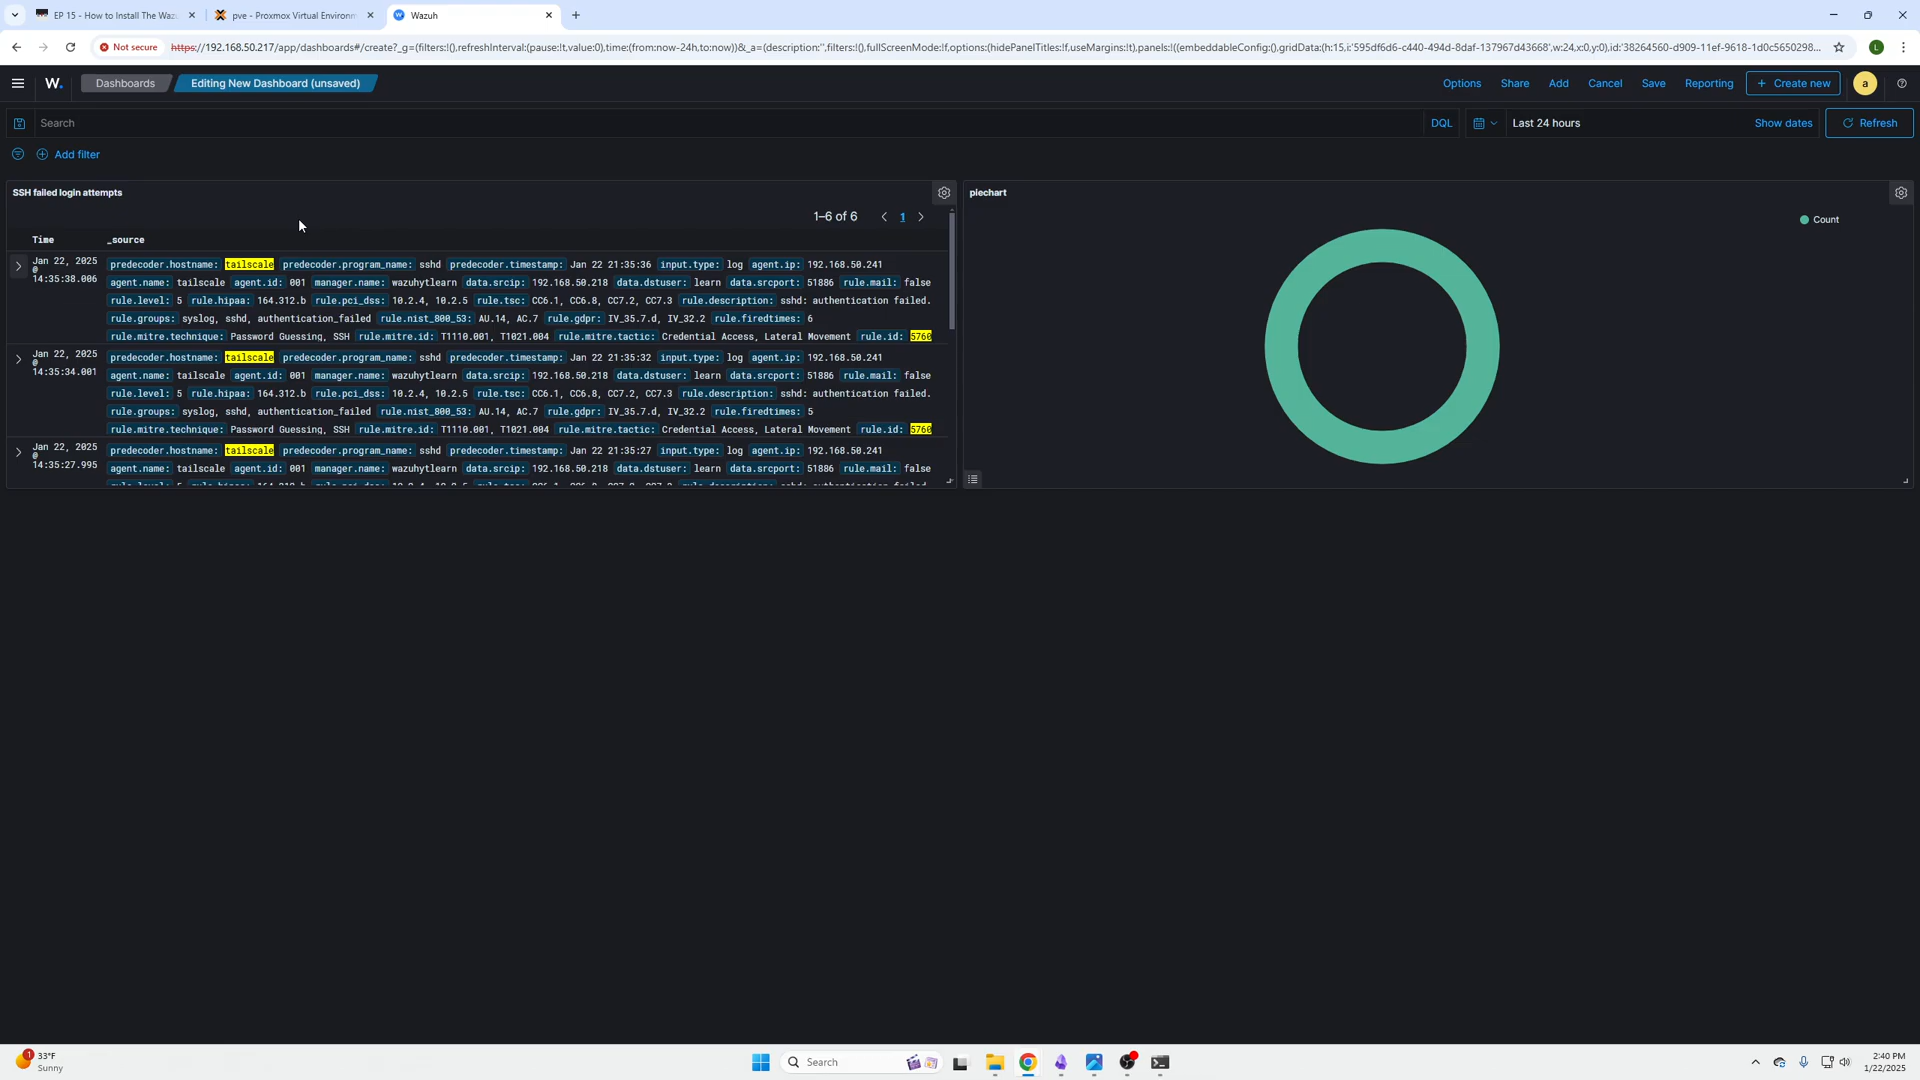 EP 15 - How to Install The Waz
pve - Proxmox Virtual Environm
Wazuh
Not secure
https://192.168.50.217/app/dashboards#/create?_g=(filters:!(),refreshInterval:(pause:!t,value:0),time:(from:now-24h,to:now))&_a=(description:'',filters:!(),fullScreenMode:!f,options:(hidePanelTitles:!f,useMargins:!t),panels:!((embeddableConfig:(),gridData:(h:15,i:'595df6d6-c440-494d-8daf-137967d43668',w:24,x:0,y:0),id:'38264560-d909-11ef-9618-1d0c5650298...
L
W.
Dashboards
Editing New Dashboard (unsaved)
Options
Share
Add
Cancel
Save
Reporting
Create new
a
Search
DQL
Last 24 hours
Show dates
Refresh
Add filter
SSH failed login attempts
1–6 of 6
1
Time
_source
Jan 22, 2025 @ 14:35:38.006
predecoder.hostname: tailscale predecoder.program_name: sshd predecoder.timestamp: Jan 22 21:35:36 input.type: log agent.ip: 192.168.50.241
agent.name: tailscale agent.id: 001 manager.name: wazuhytlearn data.srcip: 192.168.50.218 data.dstuser: learn data.srcport: 51886 rule.mail: false
rule.level: 5 rule.hipaa: 164.312.b rule.pci_dss: 10.2.4, 10.2.5 rule.tsc: CC6.1, CC6.8, CC7.2, CC7.3 rule.description: sshd: authentication failed.
rule.groups: syslog, sshd, authentication_failed rule.nist_800_53: AU.14, AC.7 rule.gdpr: IV_35.7.d, IV_32.2 rule.firedtimes: 6
rule.mitre.technique: Password Guessing, SSH rule.mitre.id: T1110.001, T1021.004 rule.mitre.tactic: Credential Access, Lateral Movement rule.id: 5760
Jan 22, 2025 @ 14:35:34.001
predecoder.hostname: tailscale predecoder.program_name: sshd predecoder.timestamp: Jan 22 21:35:32 input.type: log agent.ip: 192.168.50.241
agent.name: tailscale agent.id: 001 manager.name: wazuhytlearn data.srcip: 192.168.50.218 data.dstuser: learn data.srcport: 51886 rule.mail: false
rule.level: 5 rule.hipaa: 164.312.b rule.pci_dss: 10.2.4, 10.2.5 rule.tsc: CC6.1, CC6.8, CC7.2, CC7.3 rule.description: sshd: authentication failed.
rule.groups: syslog, sshd, authentication_failed rule.nist_800_53: AU.14, AC.7 rule.gdpr: IV_35.7.d, IV_32.2 rule.firedtimes: 5
rule.mitre.technique: Password Guessing, SSH rule.mitre.id: T1110.001, T1021.004 rule.mitre.tactic: Credential Access, Lateral Movement rule.id: 5760
Jan 22, 2025 @ 14:35:27.995
predecoder.hostname: tailscale predecoder.program_name: sshd predecoder.timestamp: Jan 22 21:35:27 input.type: log agent.ip: 192.168.50.241
agent.name: tailscale agent.id: 001 manager.name: wazuhytlearn data.srcip: 192.168.50.218 data.dstuser: learn data.srcport: 51886 rule.mail: false
piechart
Count
1
33°F
Sunny
Search
2:40 PM
1/22/2025